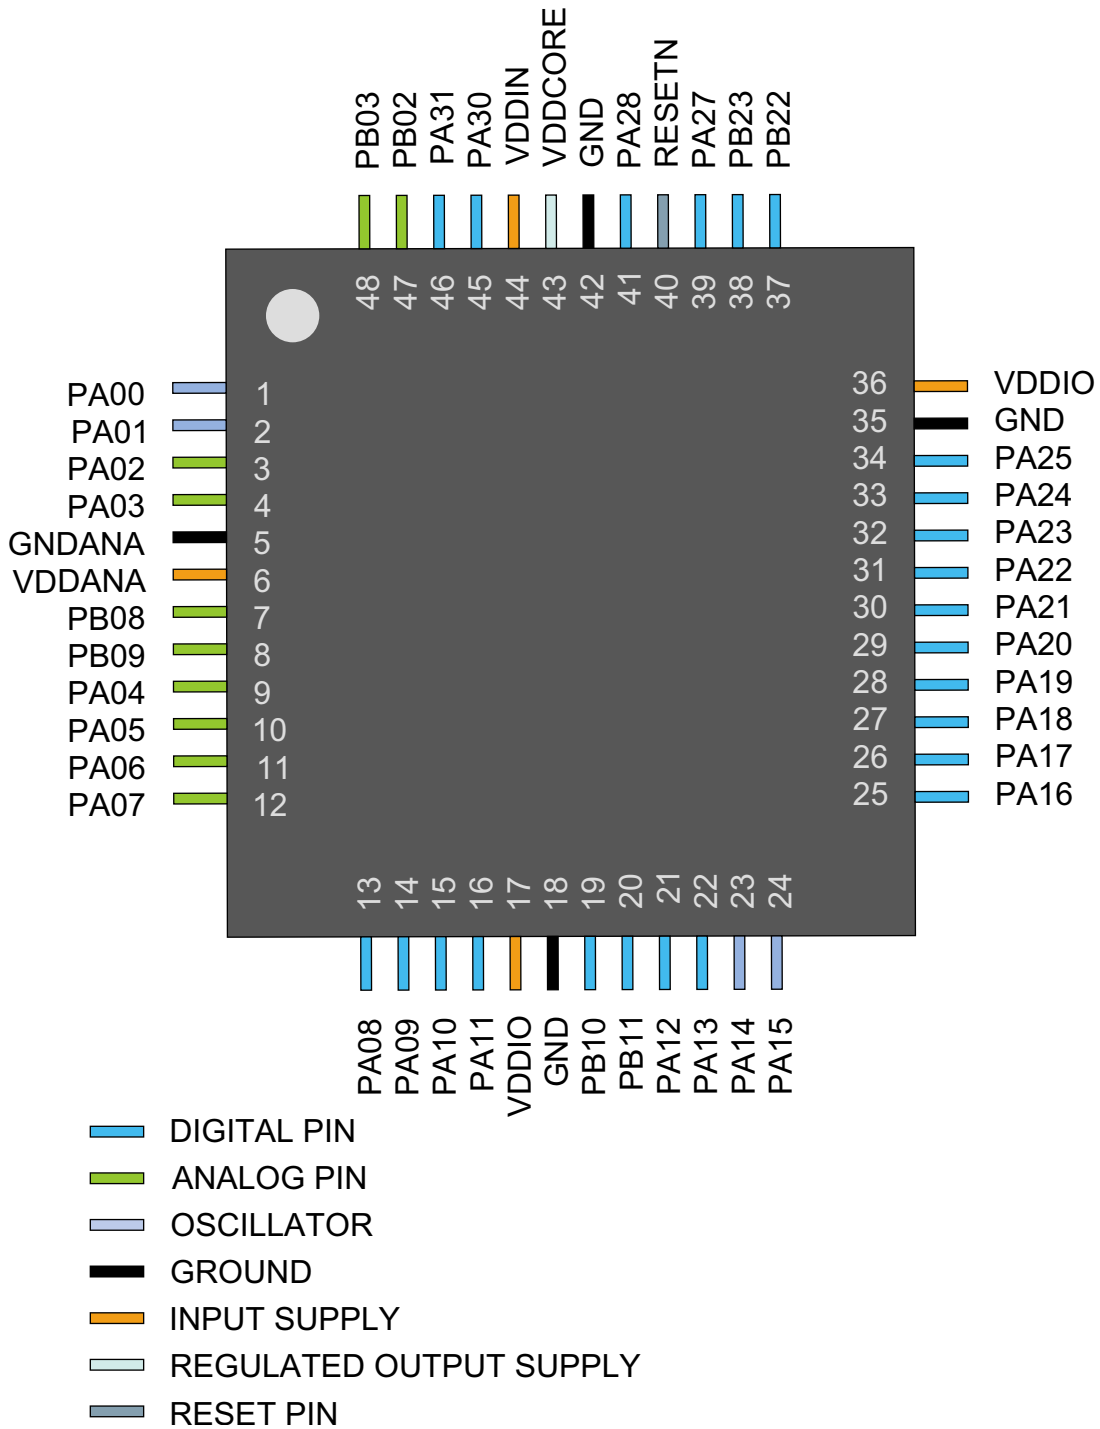 PB03
PB02
PA31
PA30
VDDIN
VDDCORE
GND
PA28
RESETN
PA27
PB23
PB22
48
47
46
45
44
43
42
41
40
39
38
37
PA00 1
PA01 2
PA02 3
PA03 4
GNDANA 5
VDDANA 6
PB08 7
PB09 8
PA04 9
PA05 10
PA06 11
PA07 12
36 VDDIO
35 GND
34 PA25
33 PA24
32 PA23
31 PA22
30 PA21
29 PA20
28 PA19
27 PA18
26 PA17
25 PA16
13
14
15
16
17
18
19
20
21
22
23
24
PA08
PA09
PA10
PA11
VDDIO
GND
PB10
PB11
PA12
PA13
PA14
PA15
DIGITAL PIN
ANALOG PIN
OSCILLATOR
GROUND
INPUT SUPPLY
REGULATED OUTPUT SUPPLY
RESET PIN